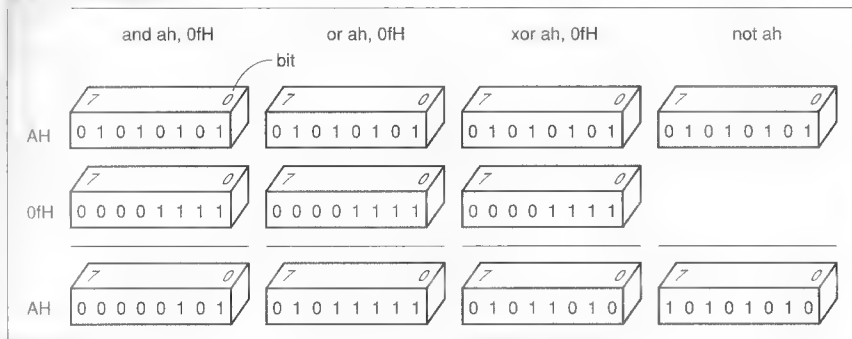 and ah, 0fH or ah, 0fH xor ah, 0fH not ah
bit
7 0 7 0 7 0 7 0
AH 0 1 0 1 0 1 0 1 0 1 0 1 0 1 0 1 0 1 0 1 0 1 0 1 0 1 0 1 0 1 0 1
7 0 7 0 7 0
0fH 0 0 0 0 1 1 1 1 0 0 0 0 1 1 1 1 0 0 0 0 1 1 1 1
7 0 7 0 7 0 7 0
AH 0 0 0 0 0 1 0 1 0 1 0 1 1 1 1 1 0 1 0 1 1 0 1 0 1 0 1 0 1 0 1 0